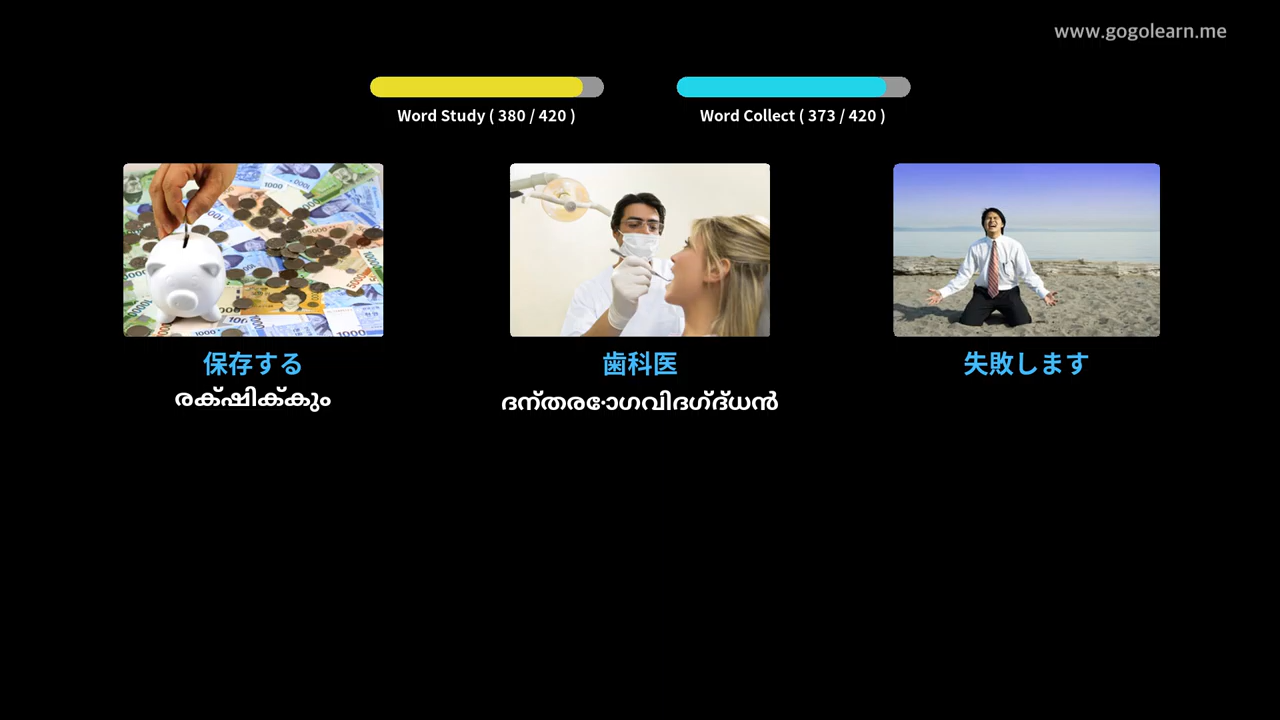 www.gogolearn.me
Word Study ( 380 / 420 )
Word Collect ( 373 / 420 )
保存する
歯科医
失敗します
രക്ഷിക്കും
ദന്തരോഗവിദഗ്ദ്ധൻ